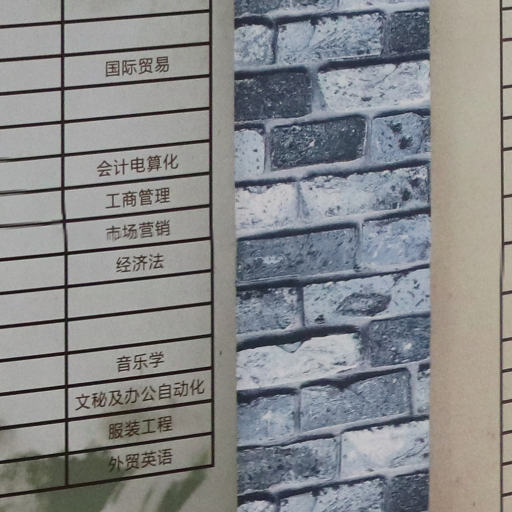 国际贸易
会计电算化
工商管理
市场营销
经济法
音乐学
文秘及办公自动化
服装工程
外贸英语